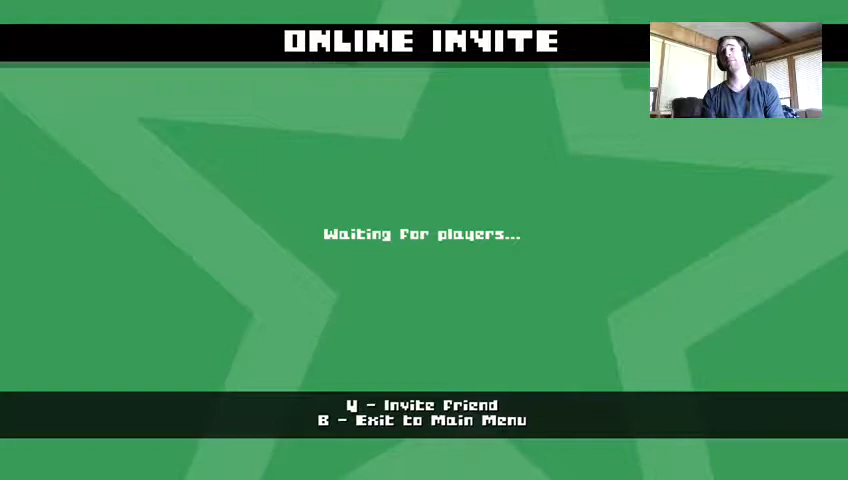 ONLINE INVITE
Waiting for players...
Y - Invite Friend
B - Exit to Main Menu